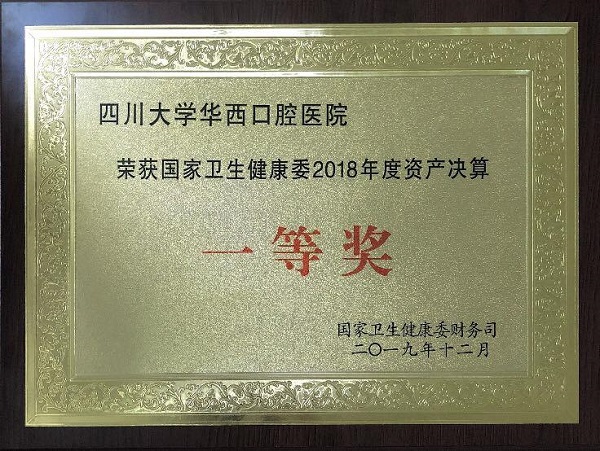 四川大学华西口腔医院
荣获国家卫生健康委2018年度资产决算
一等奖
国家卫生健康委财务司
二〇一九年十二月